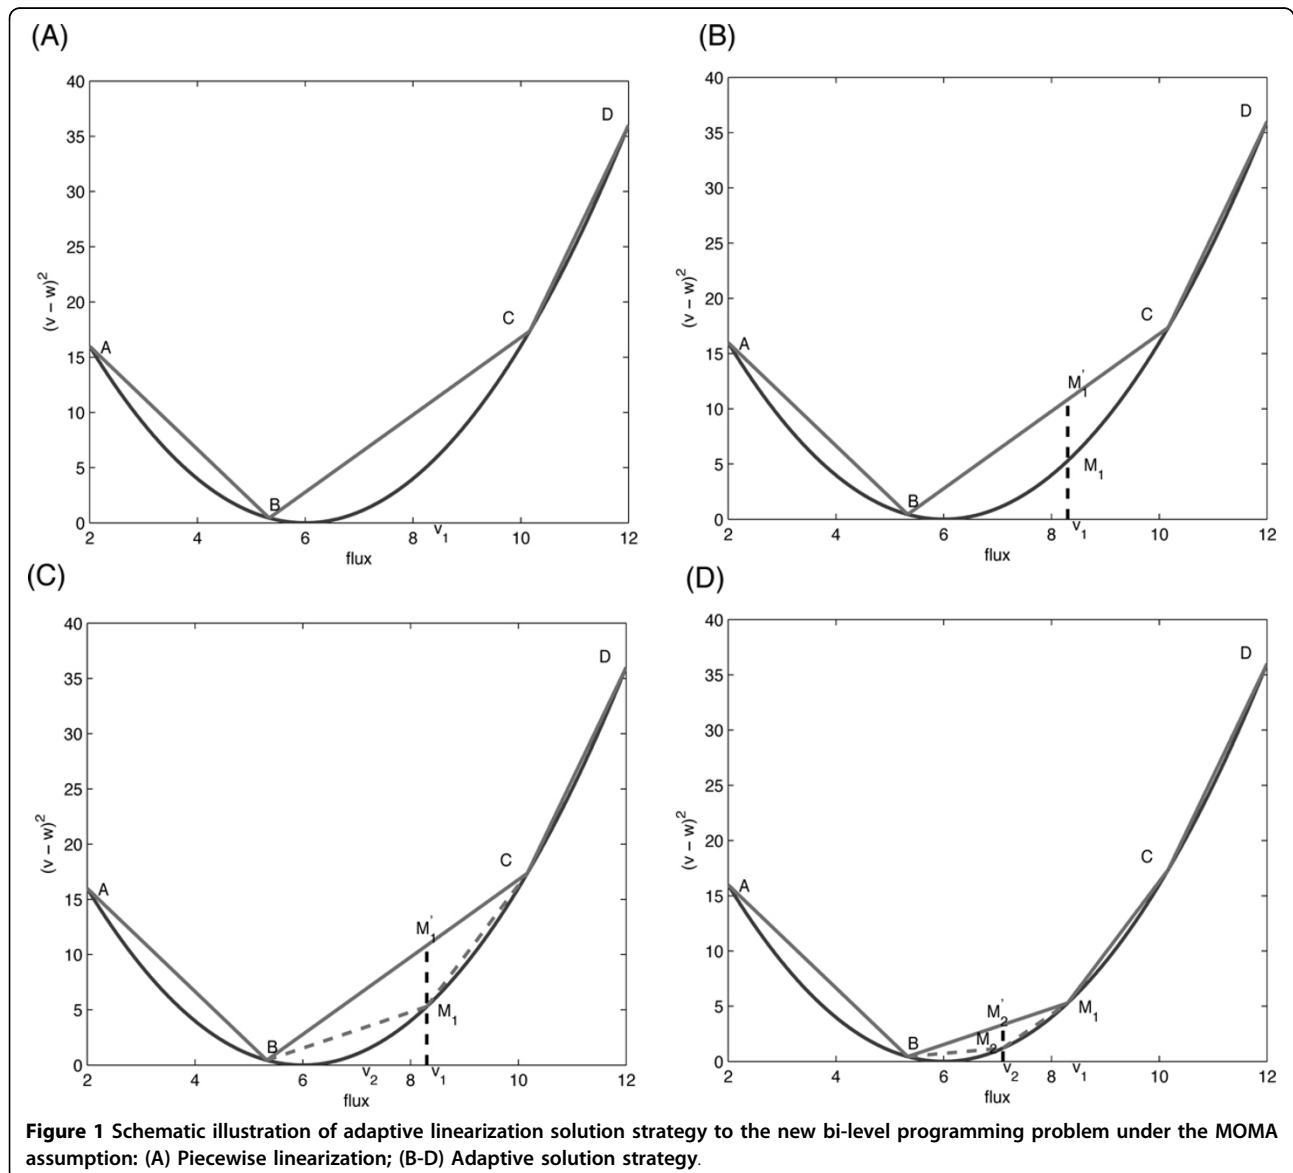 (A)
40
35
30
25
20
15
10
5
0
(v − w)²
A
B
C
D
2 4 6 8 v₁ 10 12
flux
(B)
40
35
30
25
20
15
10
5
0
(v − w)²
A
B
C
D
M₁'
M₁
2 4 6 8 v₁ 10 12
flux
(C)
40
35
30
25
20
15
10
5
0
(v − w)²
A
B
C
D
M₁'
M₁
2 4 6 v₂ 8 v₁ 10 12
flux
(D)
40
35
30
25
20
15
10
5
0
(v − w)²
A
B
C
D
M₂'
M₂
M₁
2 4 6 v₂ 8 v₁ 10 12
flux
Figure 1 Schematic illustration of adaptive linearization solution strategy to the new bi-level programming problem under the MOMA
assumption: (A) Piecewise linearization; (B-D) Adaptive solution strategy.